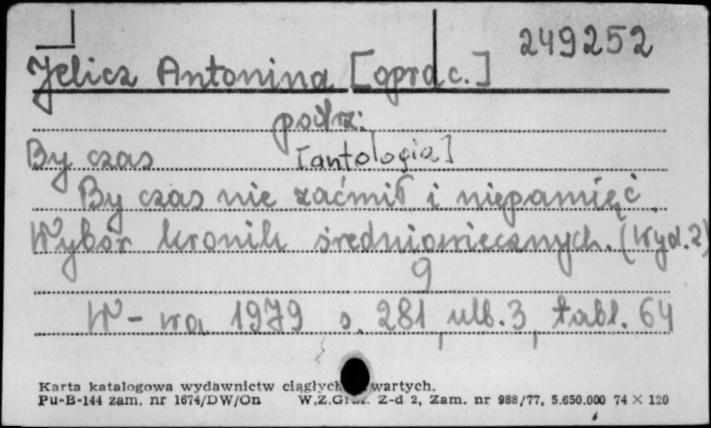 249252
Jelicz Antonina [oprac.]
patrz:
By czas [antologia]
By czas nie zaćmił i niepamięć.
Wybór kronik średniowiecznych. (Wyd. 2)
9
W-wa 1979 s. 281, ulb. 3, tabl. 64
Karta katalogowa wydawnictw ciągłych wartych.
Pu-B-144 zam. nr 1674/DW/On W.Z.Graf. Z-d 2, Zam. nr 988/77, 5.650.000 74 × 120